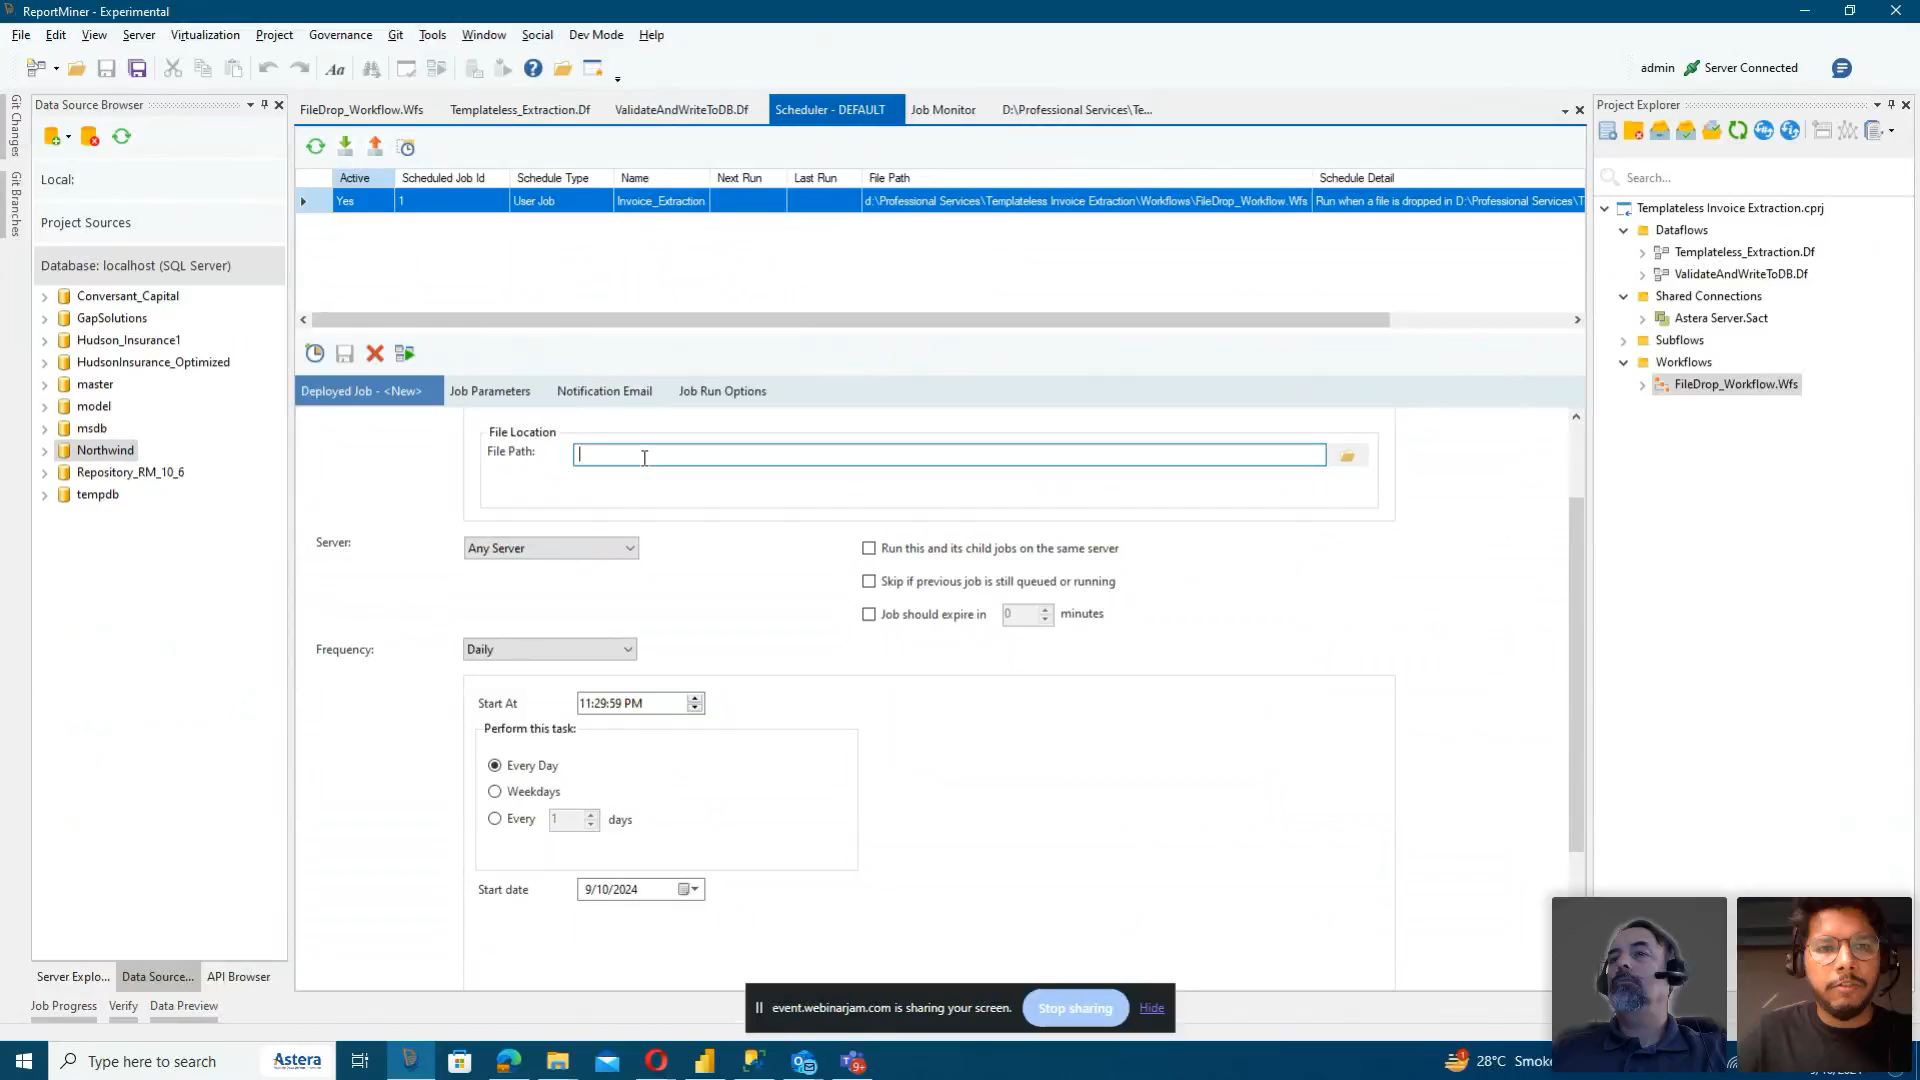 ReportMiner - Experimental
File Edit View Server Virtualization Project Governance Git Tools Window Social Dev Mode Help
Aa
admin Server Connected
Git Changes
Git Branches
Data Source Browser
Local:
Project Sources
Database: localhost (SQL Server)
Conversant_Capital
GapSolutions
Hudson_Insurance1
HudsonInsurance_Optimized
master
model
msdb
Northwind
Repository_RM_10_6
tempdb
Server Explo... Data Source... API Browser
Job Progress Verify Data Preview
FileDrop_Workflow.Wfs Templateless_Extraction.Df ValidateAndWriteToDB.Df Scheduler - DEFAULT Job Monitor D:\Professional Services\Te...
Active Scheduled Job Id Schedule Type Name Next Run Last Run File Path Schedule Detail
Yes 1 User Job Invoice_Extraction d:\Professional Services\Templateless Invoice Extraction\Workflows\FileDrop_Workflow.Wfs Run when a file is dropped in D:\Professional Services\T
Deployed Job - <New> Job Parameters Notification Email Job Run Options
File Location
File Path:
Server: Any Server
Run this and its child jobs on the same server
Skip if previous job is still queued or running
Job should expire in 0 minutes
Frequency: Daily
Start At 11:29:59 PM
Perform this task:
Every Day
Weekdays
Every 1 days
Start date 9/10/2024
Project Explorer
Search...
Templateless Invoice Extraction.cprj
Dataflows
Templateless_Extraction.Df
ValidateAndWriteToDB.Df
Shared Connections
Astera Server.Sact
Subflows
Workflows
FileDrop_Workflow.Wfs
event.webinarjam.com is sharing your screen. Stop sharing Hide
Type here to search Astera
9+
1 28°C Smoke